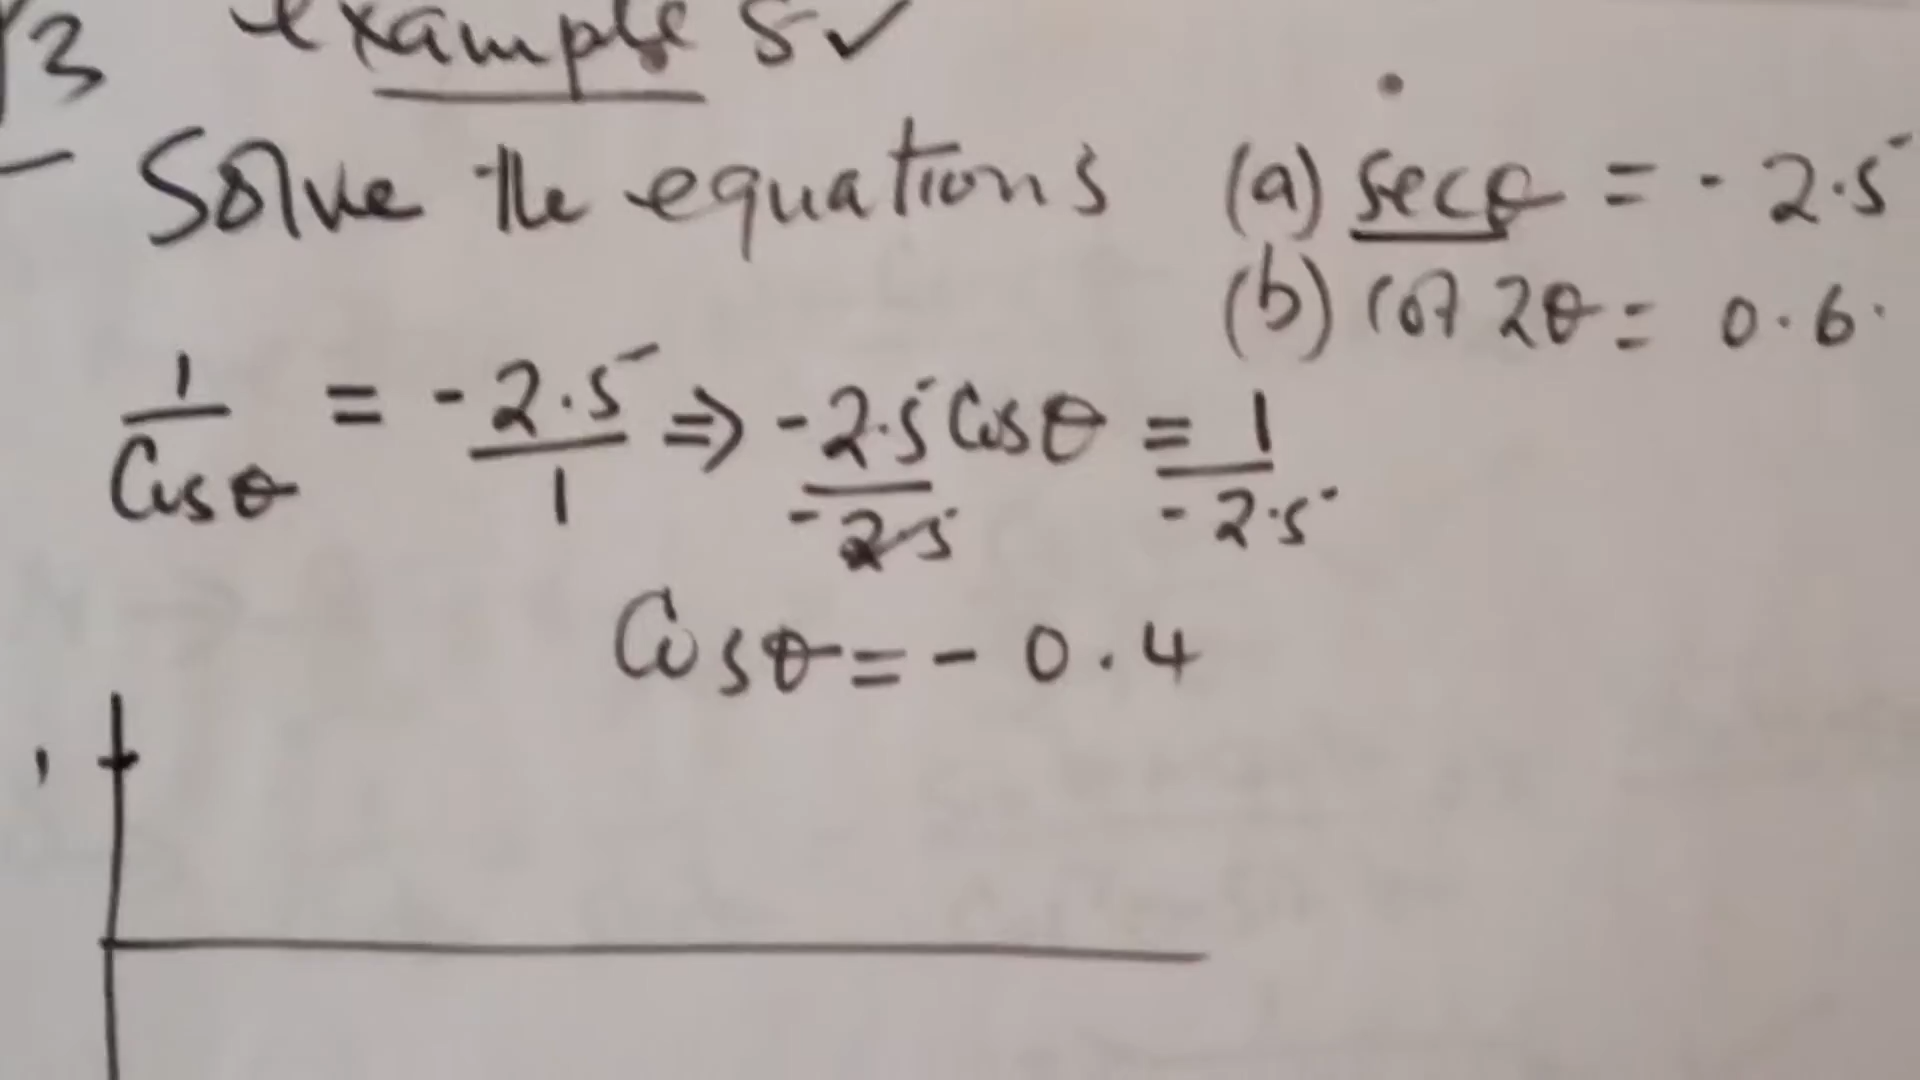 /3 example 5 ✓
- Solve the equations (a) secθ = - 2.5
(b) cot 2θ = 0.6.
1/Cosθ = -2.5/1 ⇒ -2.5Cosθ/-2.5 = 1/-2.5
Cosθ = - 0.4
1